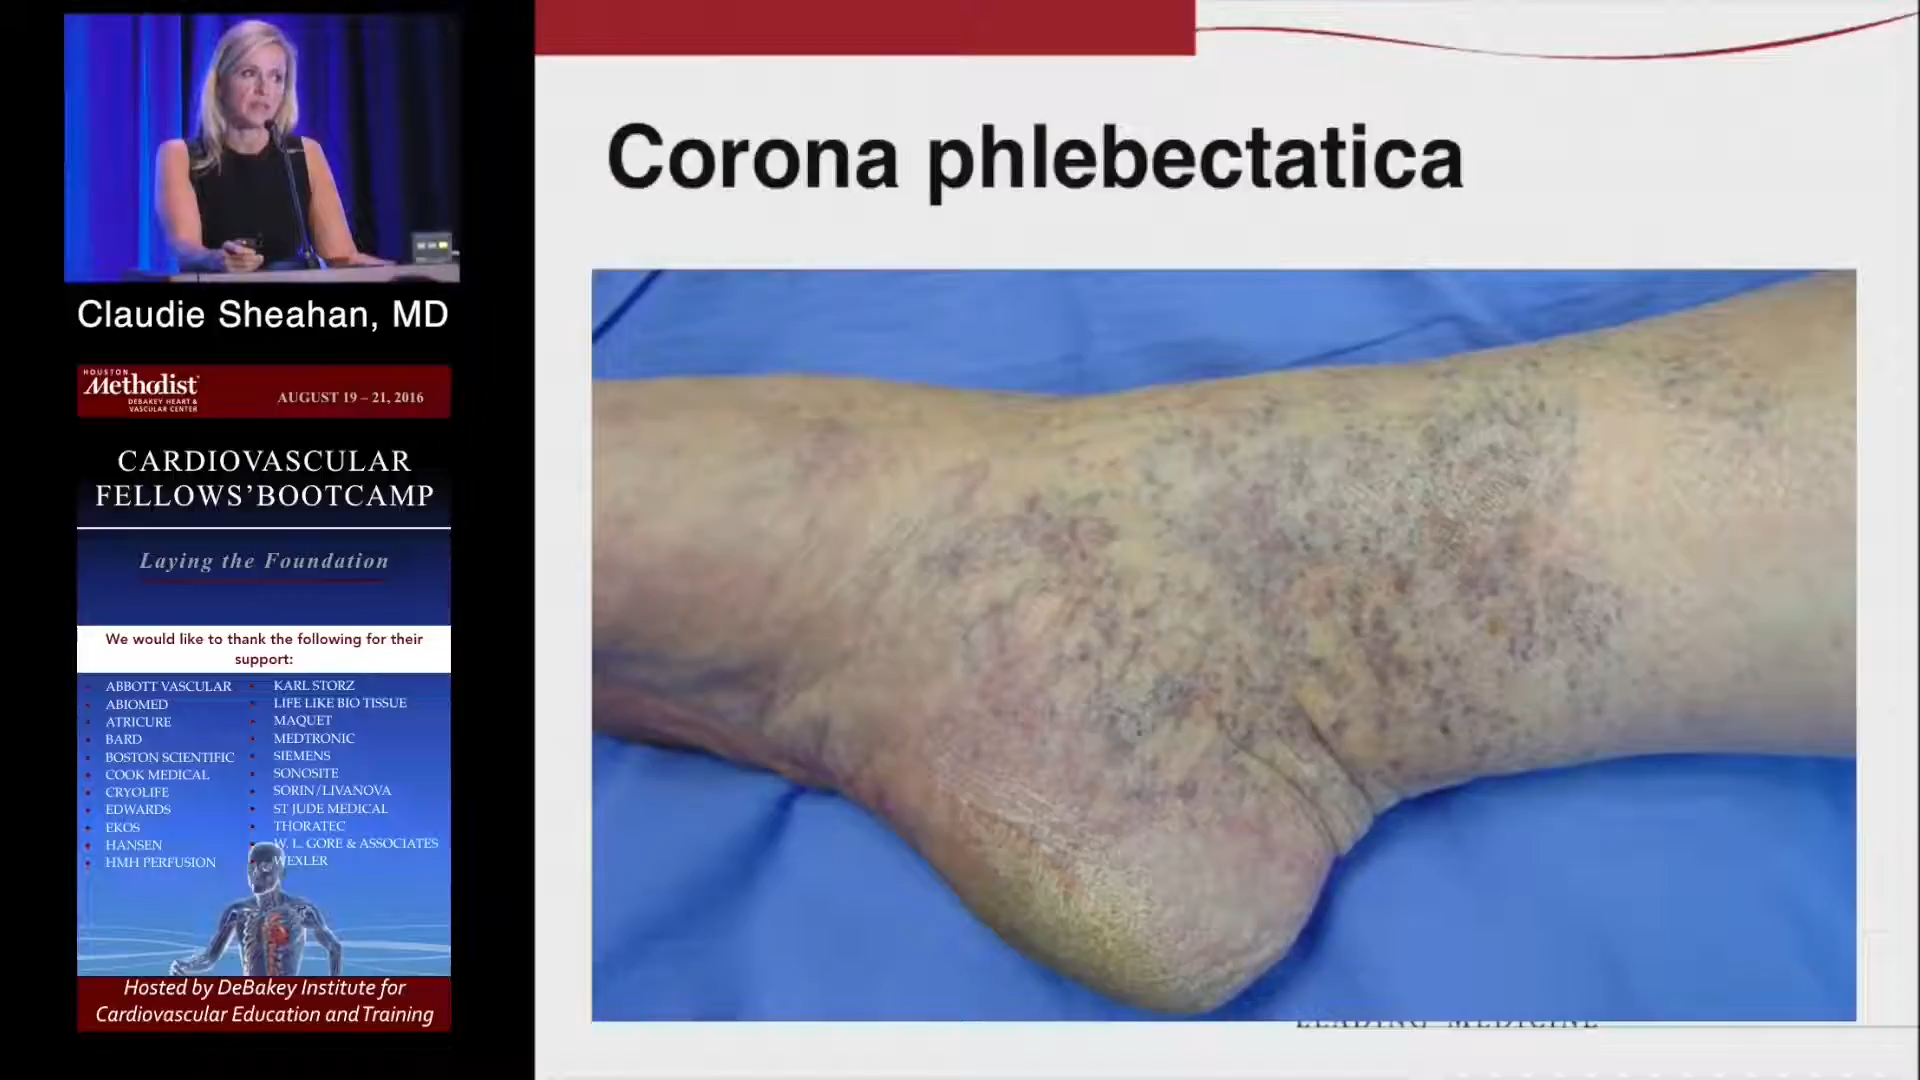 Corona phlebectatica
Claudie Sheahan, MD
HOUSTON
Methodist
DEBAKEY HEART &
VASCULAR CENTER
AUGUST 19 – 21, 2016
CARDIOVASCULAR
FELLOWS'BOOTCAMP
Laying the Foundation
We would like to thank the following for their
support:
ABBOTT VASCULAR
ABIOMED
ATRICURE
BARD
BOSTON SCIENTIFIC
COOK MEDICAL
CRYOLIFE
EDWARDS
EKOS
HANSEN
HMH PERFUSION
KARL STORZ
LIFE LIKE BIO TISSUE
MAQUET
MEDTRONIC
SIEMENS
SONOSITE
SORIN/LIVANOVA
ST JUDE MEDICAL
THORATEC
W. L. GORE & ASSOCIATES
WEXLER
Hosted by DeBakey Institute for
Cardiovascular Education and Training
LEADING MEDICINE